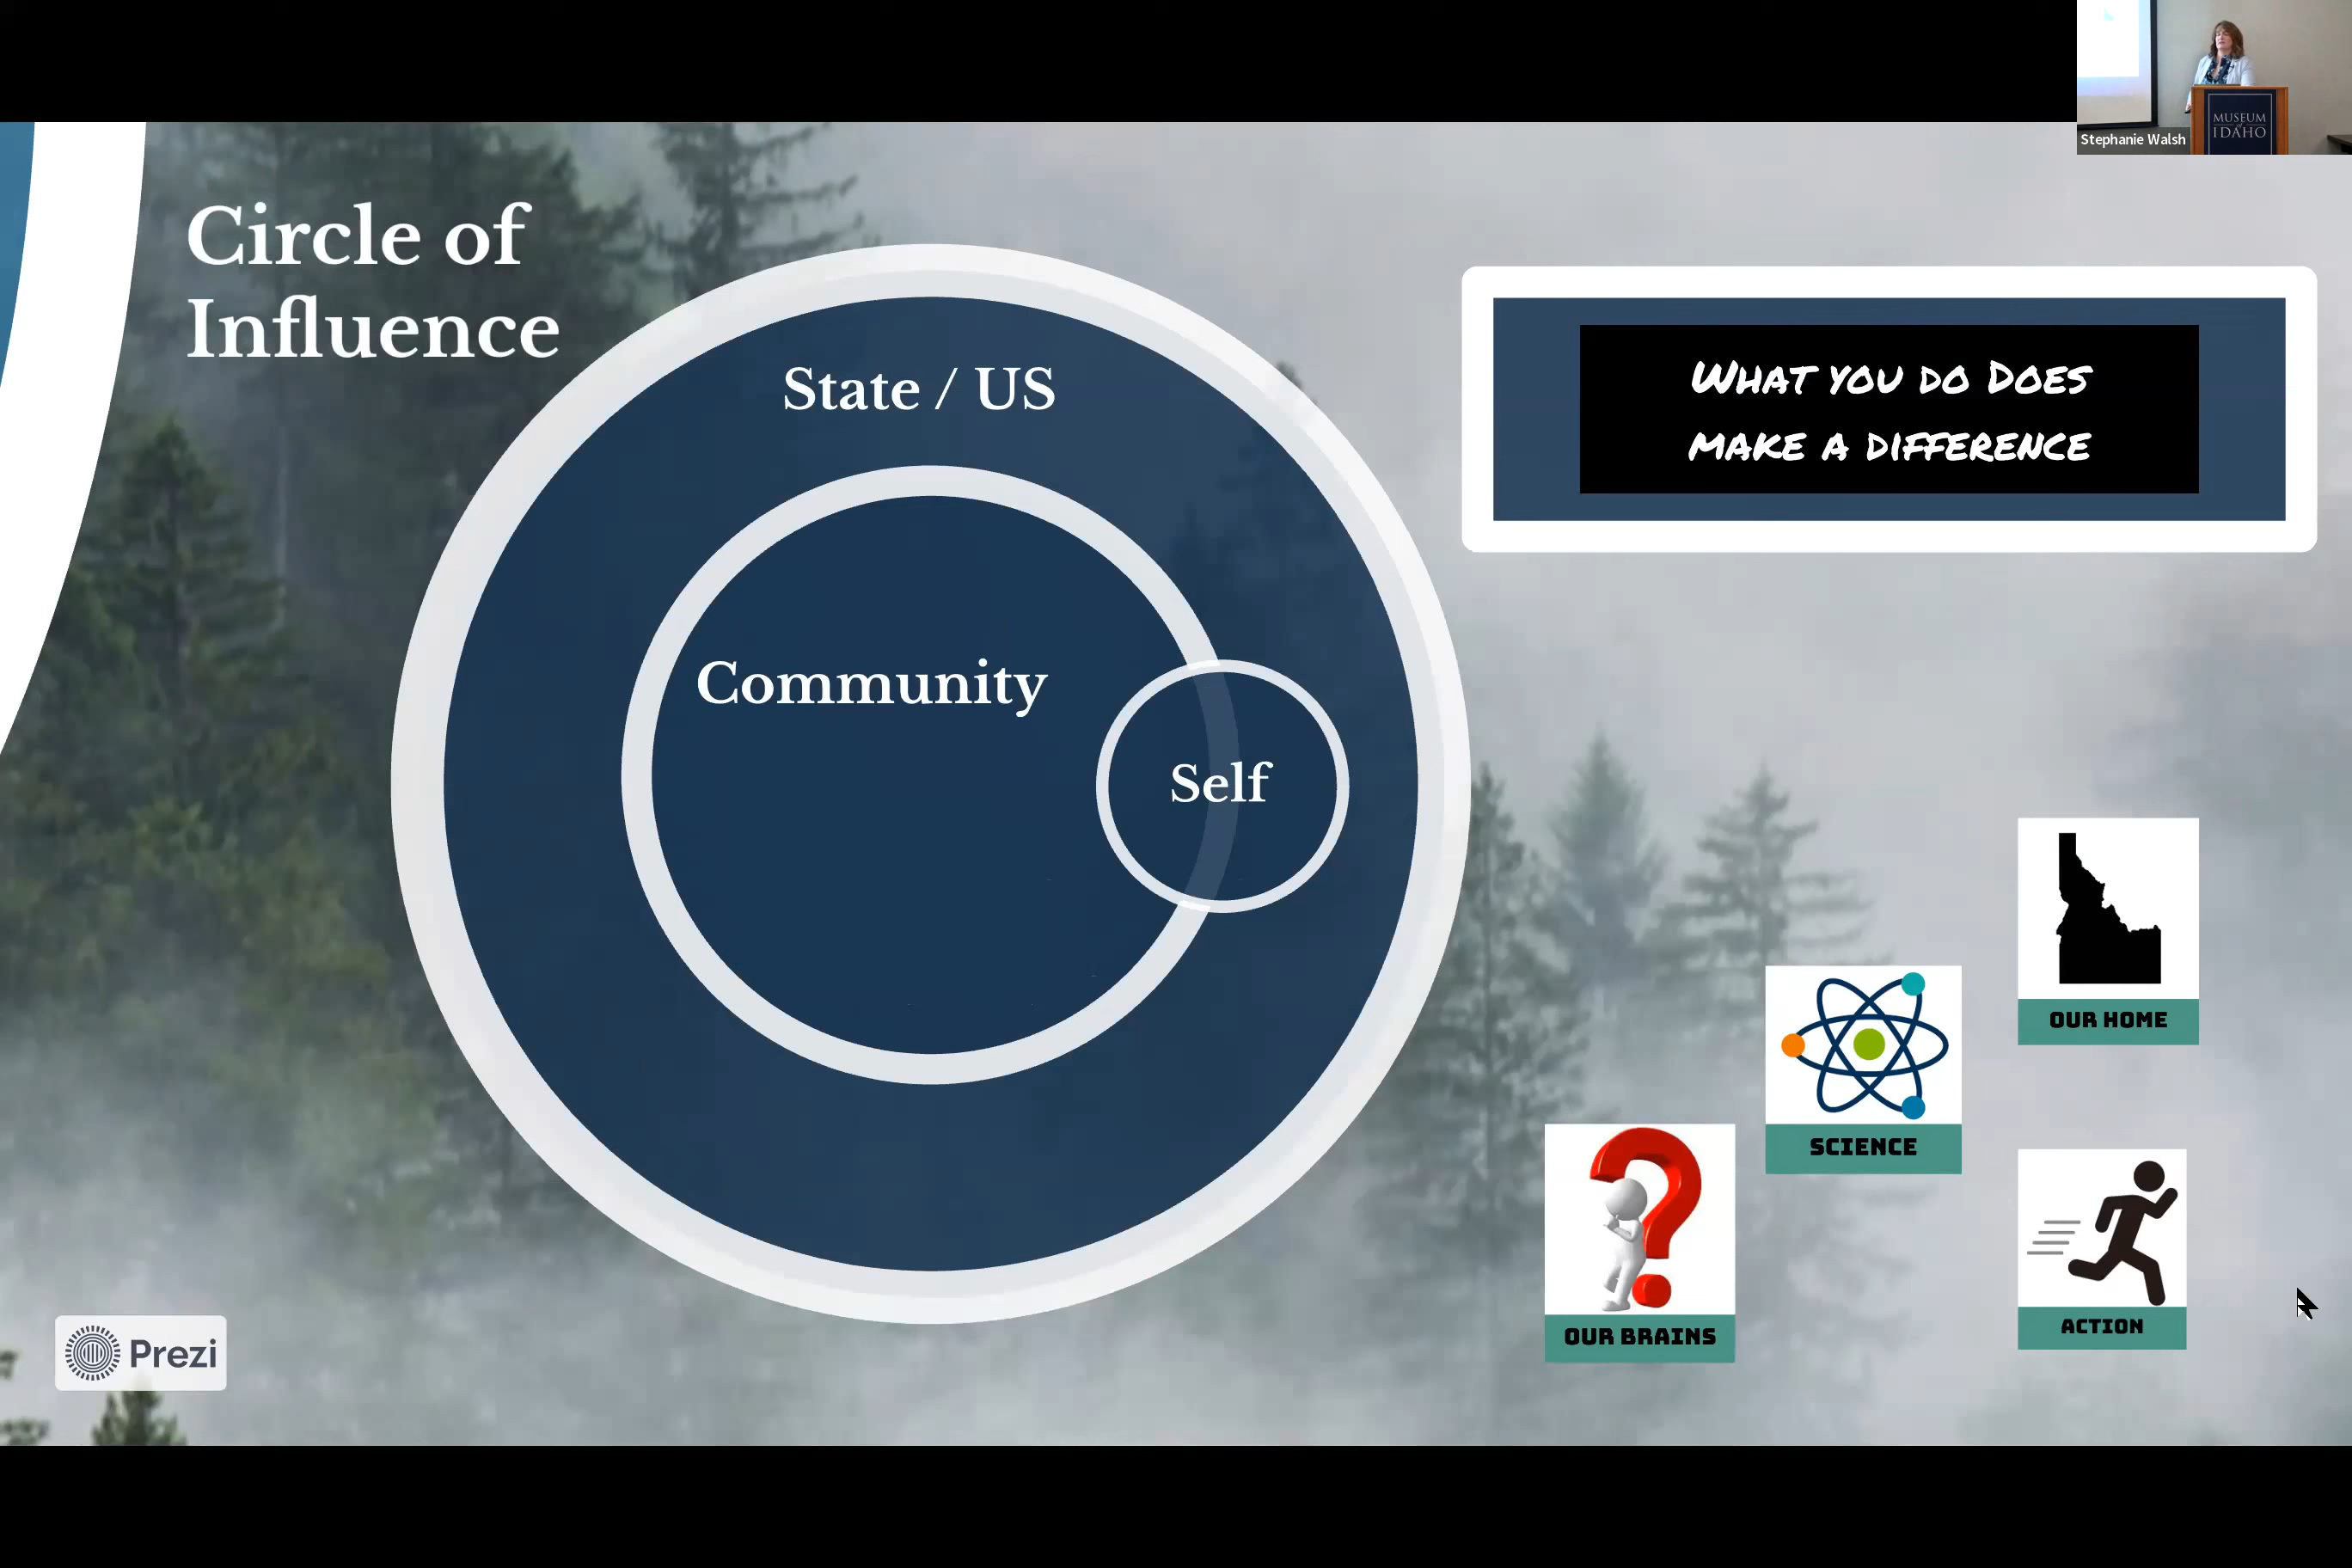 Stephanie Walsh
MUSEUM
of
IDAHO
Circle of
Influence
State / US
Community
Self
What you do Does
make a difference
OUR HOME
SCIENCE
OUR BRAINS
ACTION
Prezi